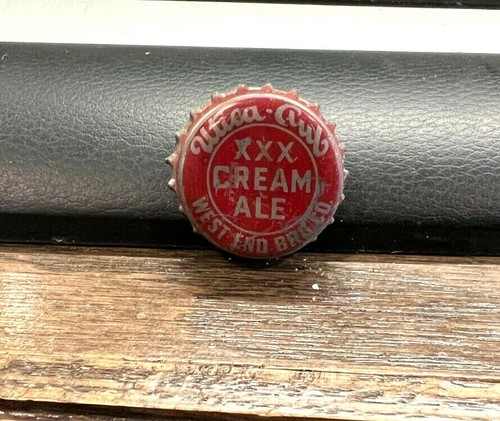 Utica-Club
XXX
CREAM
ALE
WEST END BREWED